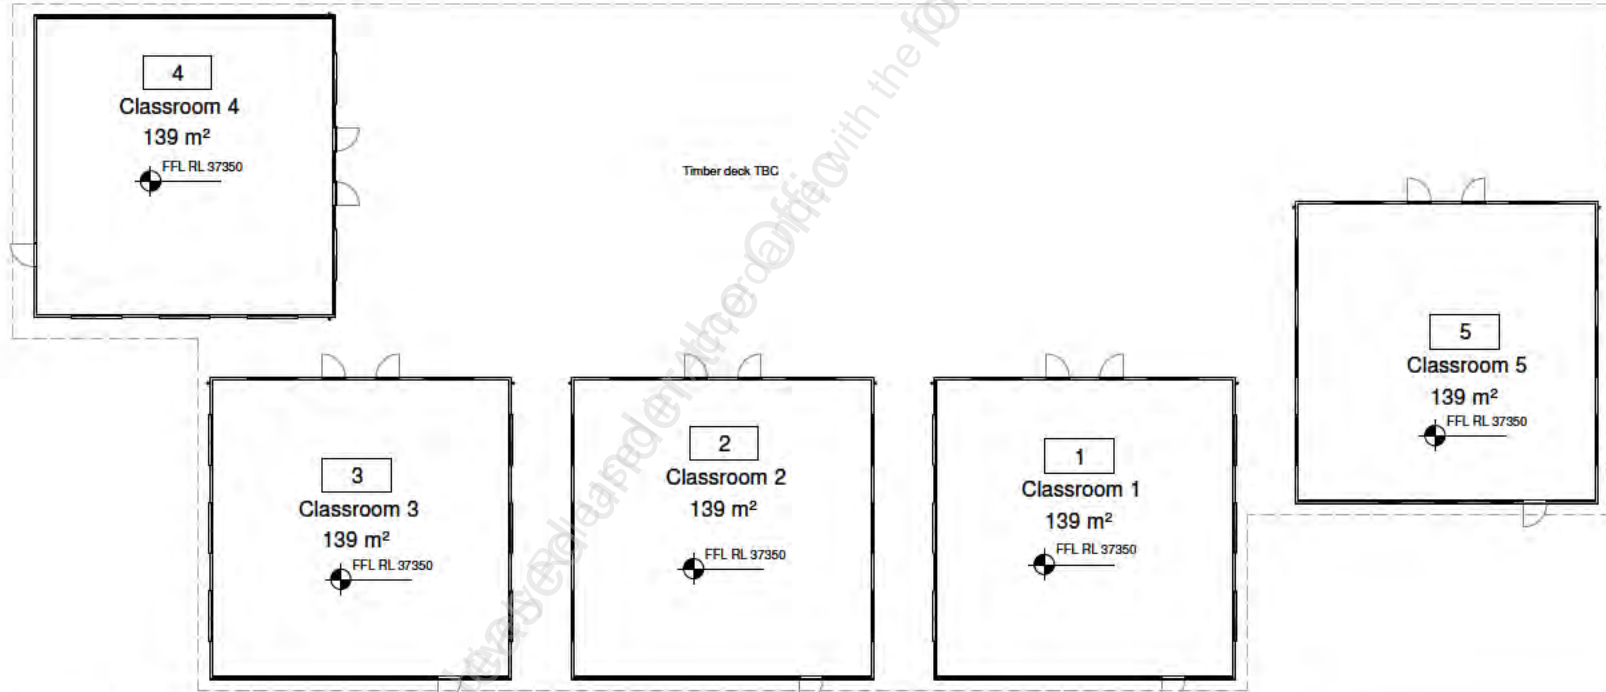 4
Classroom 4
139 m²
FFL RL 37350
Timber deck TBC
5
Classroom 5
139 m²
FFL RL 37350
3
Classroom 3
139 m²
FFL RL 37350
2
Classroom 2
139 m²
FFL RL 37350
1
Classroom 1
139 m²
FFL RL 37350
with the